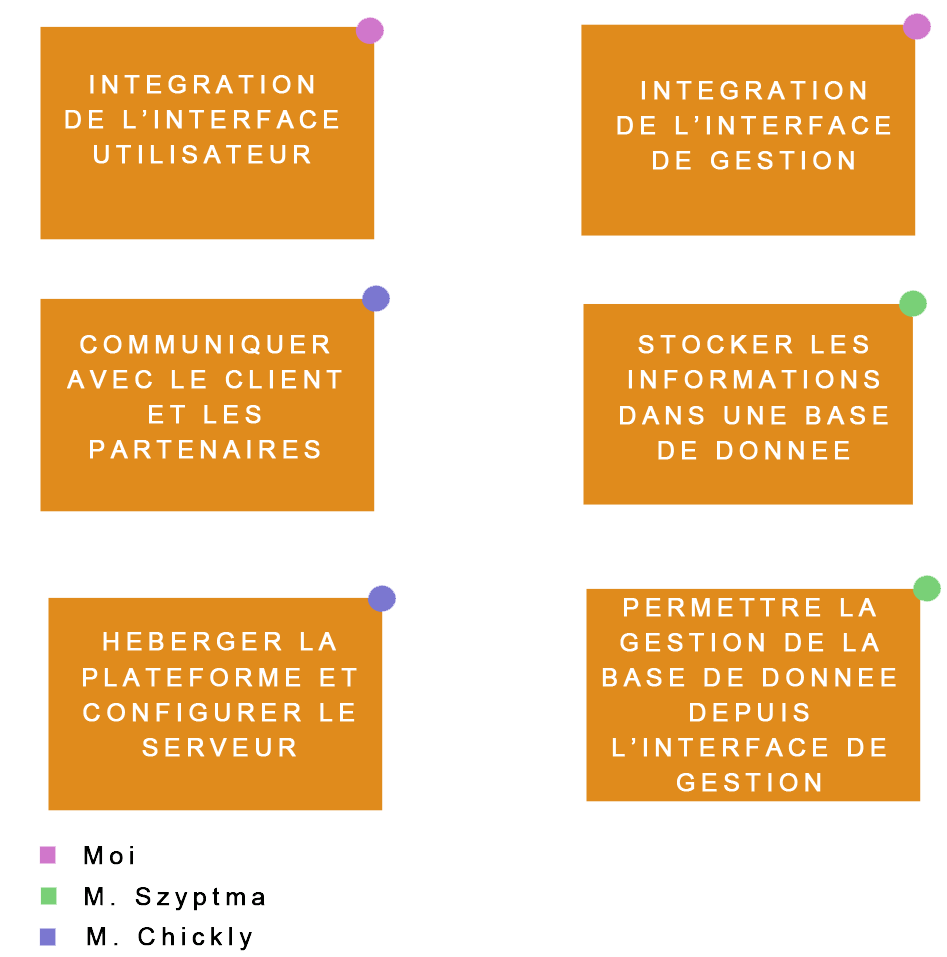 INTEGRATION
DE L’INTERFACE
UTILISATEUR
INTEGRATION
DE L’INTERFACE
DE GESTION
COMMUNIQUER
AVEC LE CLIENT
ET LES
PARTENAIRES
STOCKER LES
INFORMATIONS
DANS UNE BASE
DE DONNEE
HEBERGER LA
PLATEFORME ET
CONFIGURER LE
SERVEUR
PERMETTRE LA
GESTION DE LA
BASE DE DONNEE
DEPUIS
L’INTERFACE DE
GESTION
Moi
M. Szyptma
M. Chickly